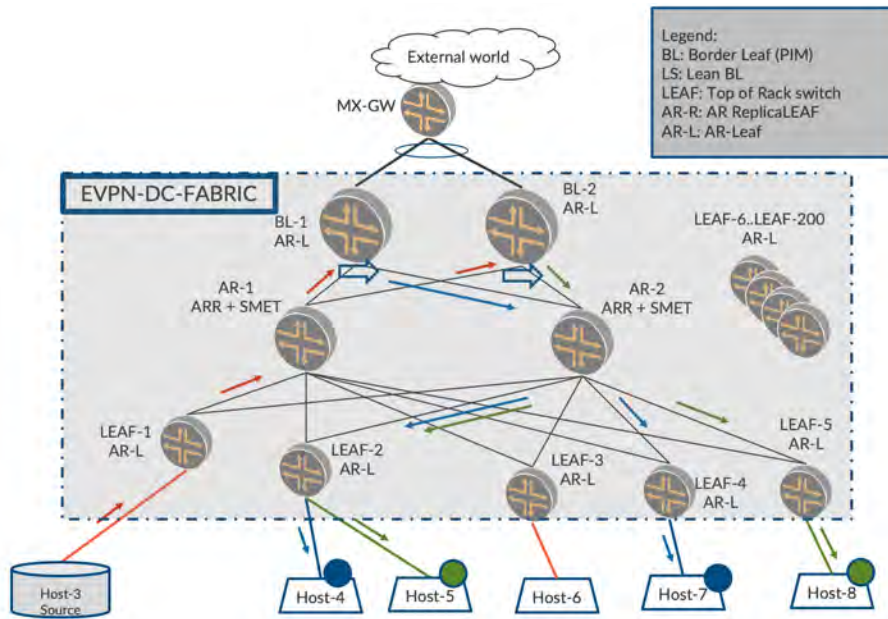 External world
MX-GW
Legend:
BL: Border Leaf (PIM)
LS: Lean BL
LEAF: Top of Rack switch
AR-R: AR ReplicaLEAF
AR-L: AR-Leaf
EVPN-DC-FABRIC
BL-1
AR-L
BL-2
AR-L
LEAF-6..LEAF-200
AR-L
AR-1
ARR + SMET
AR-2
ARR + SMET
LEAF-1
AR-L
LEAF-2
AR-L
LEAF-3
AR-L
LEAF-4
AR-L
LEAF-5
AR-L
Host-3
Source
Host-4
Host-5
Host-6
Host-7
Host-8